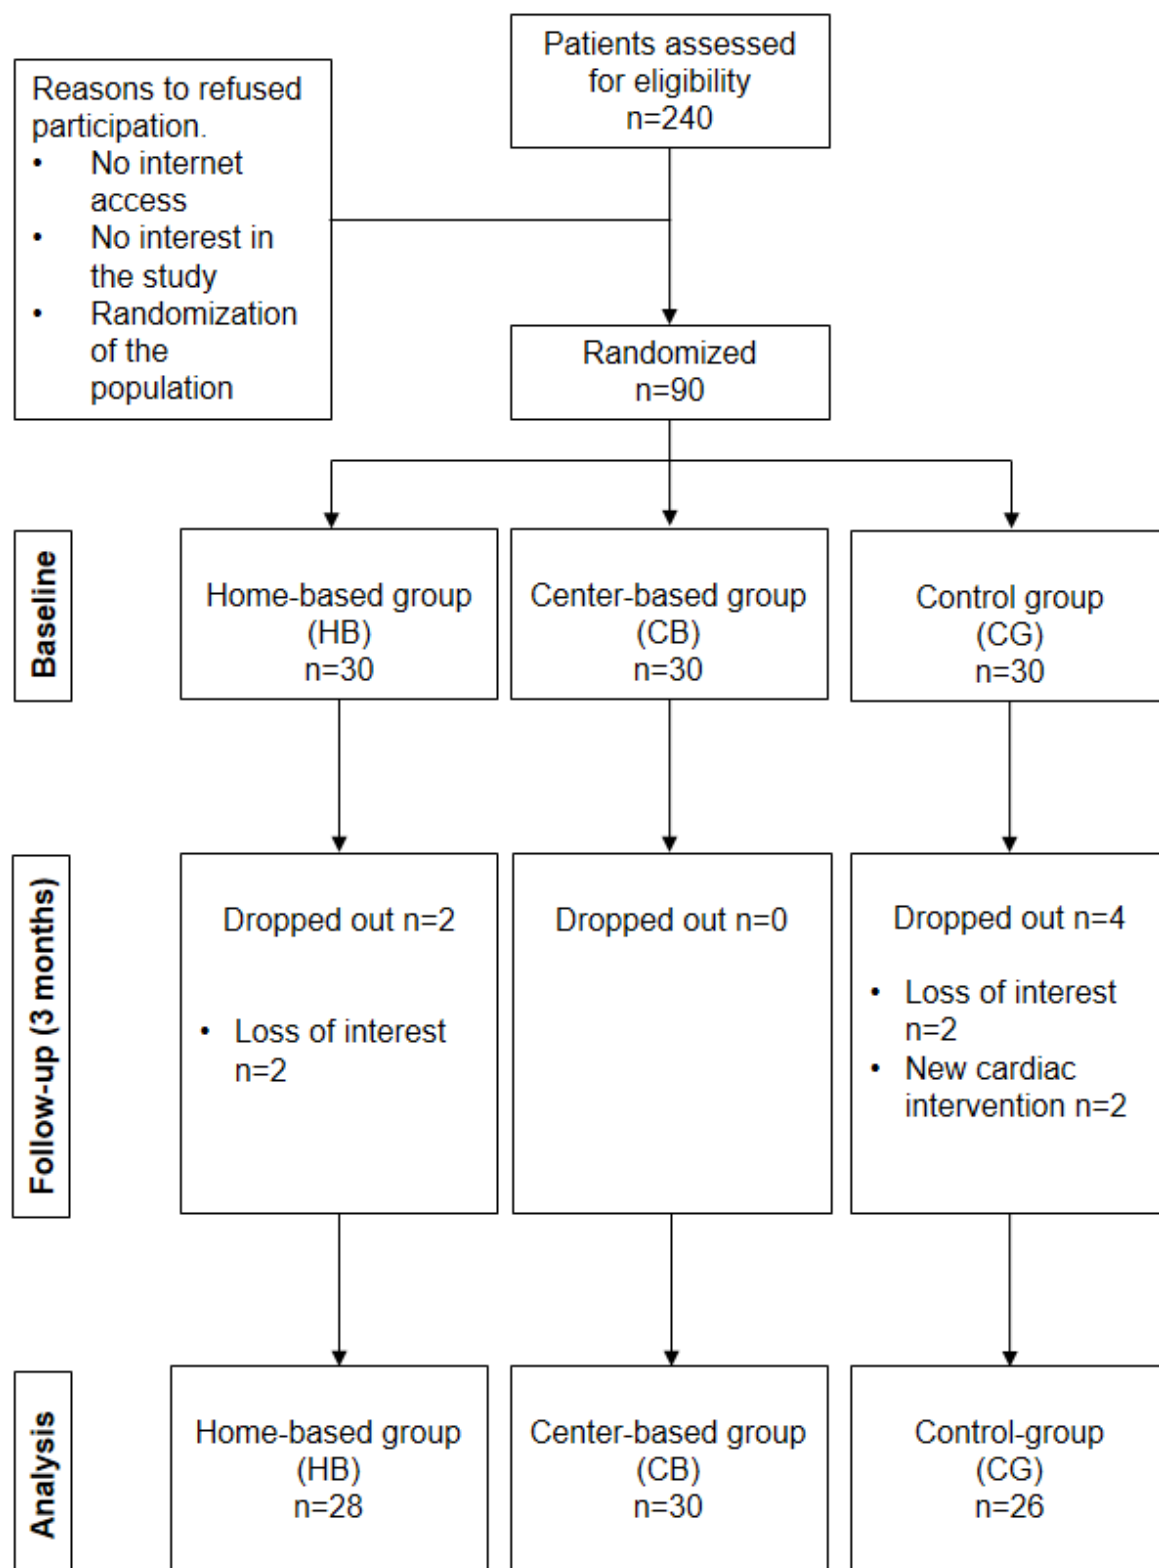 Patients assessed
for eligibility
n=240
Reasons to refused
participation.
• No internet
access
• No interest in
the study
• Randomization
of the
population
Randomized
n=90
Baseline
Home-based group
(HB)
n=30
Center-based group
(CB)
n=30
Control group
(CG)
n=30
Follow-up (3 months)
Dropped out n=2
• Loss of interest
n=2
Dropped out n=0
Dropped out n=4
• Loss of interest
n=2
• New cardiac
intervention n=2
Analysis
Home-based group
(HB)
n=28
Center-based group
(CB)
n=30
Control-group
(CG)
n=26